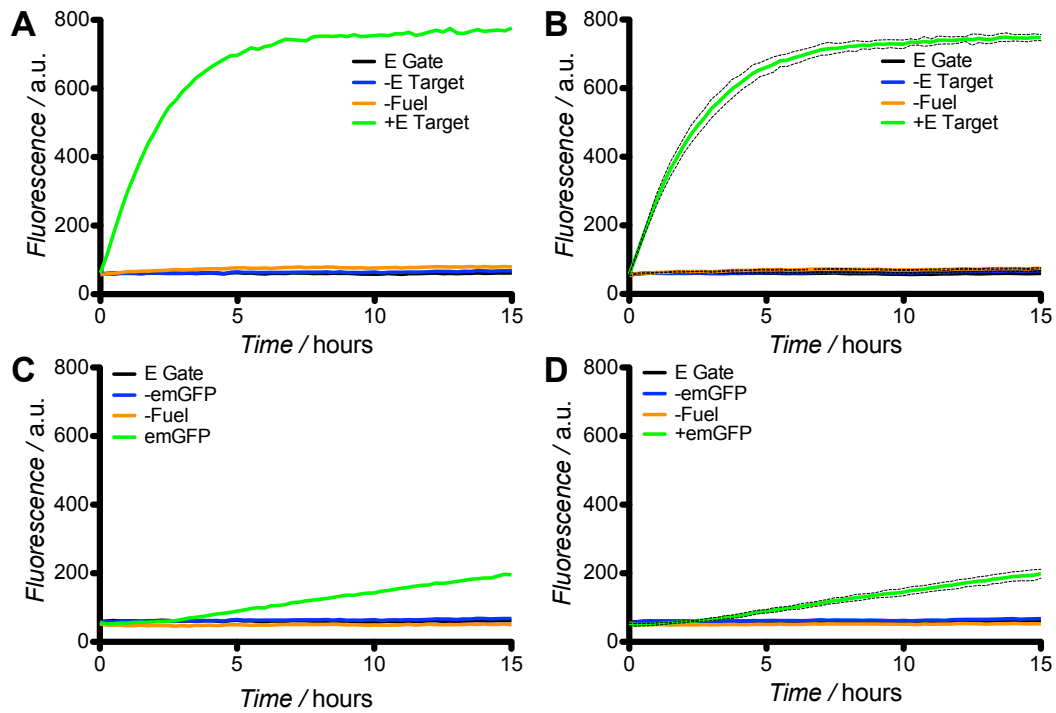 A
800
600
400
200
0
Fluorescence / a.u.
E Gate
-E Target
-Fuel
+E Target
0
5
10
15
Time / hours
B
800
600
400
200
0
Fluorescence / a.u.
E Gate
-E Target
-Fuel
+E Target
0
5
10
15
Time / hours
C
800
600
400
200
0
Fluorescence / a.u.
E Gate
-emGFP
-Fuel
emGFP
0
5
10
15
Time / hours
D
800
600
400
200
0
Fluorescence / a.u.
E Gate
-emGFP
-Fuel
+emGFP
0
5
10
15
Time / hours